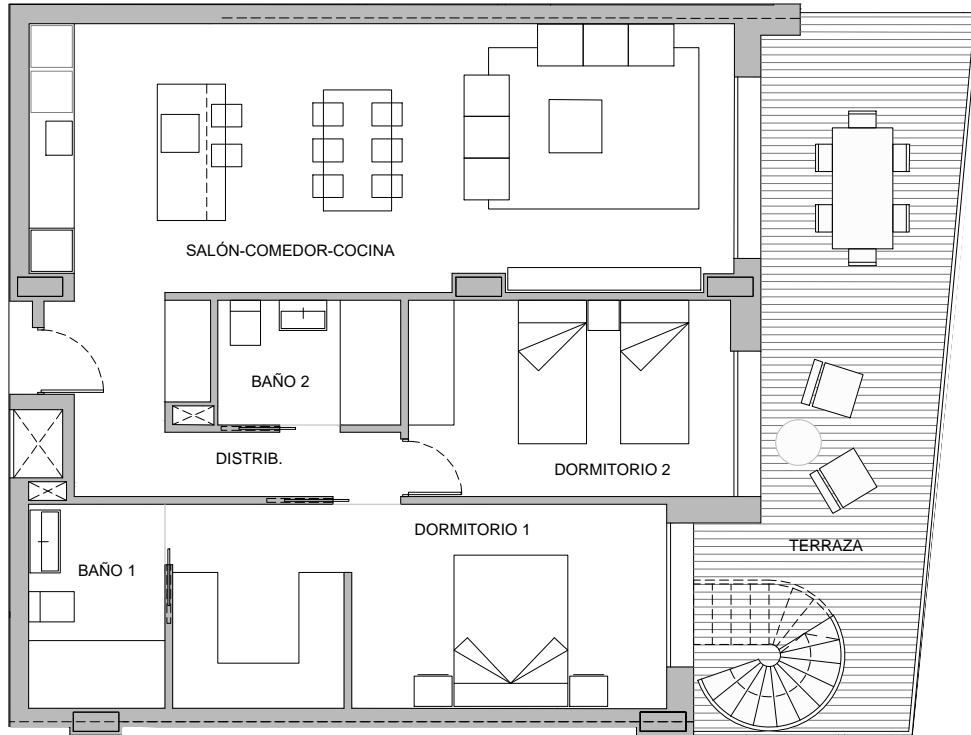 SALÓN-COMEDOR-COCINA
BAÑO 2
DISTRIB.
DORMITORIO 2
DORMITORIO 1
TERRAZA
BAÑO 1